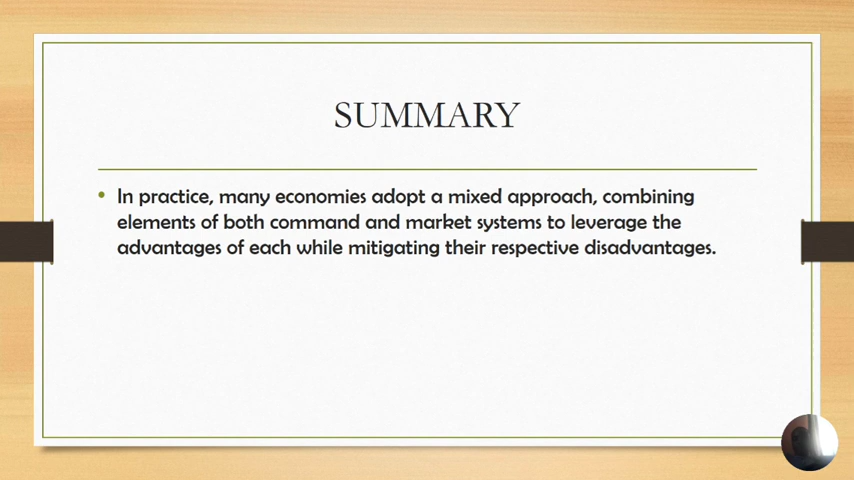 SUMMARY
• In practice, many economies adopt a mixed approach, combining
elements of both command and market systems to leverage the
advantages of each while mitigating their respective disadvantages.